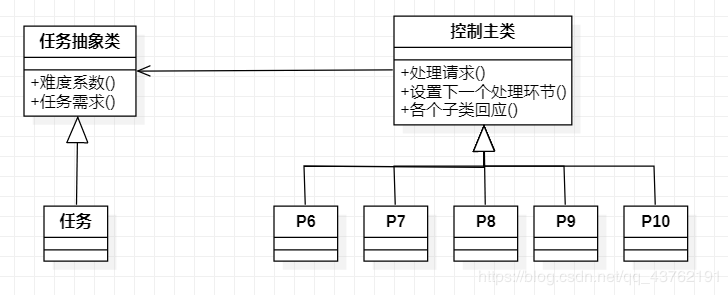 任务抽象类
+难度系数()
+任务需求()
控制主类
+处理请求()
+设置下一个处理环节()
+各个子类回应()
任务
P6
P7
P8
P9
P10
https://blog.csdn.net/qq_43762191